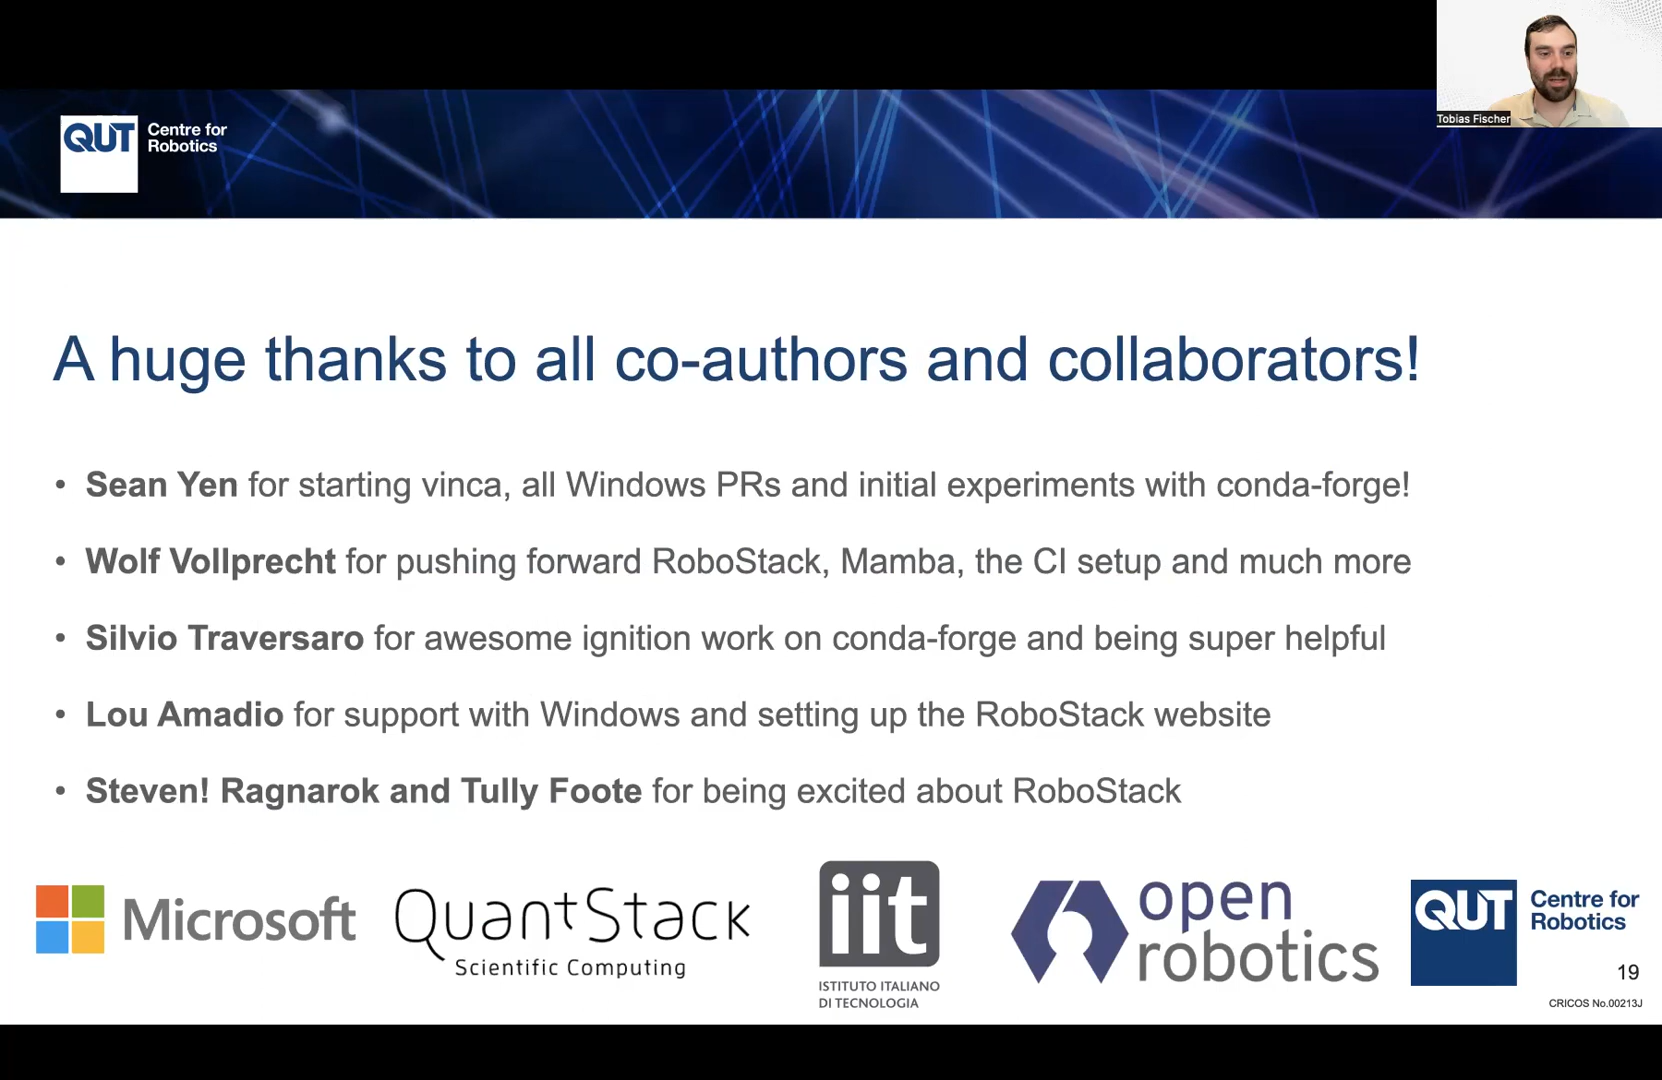 Tobias Fischer
QUT
Centre for
Robotics
A huge thanks to all co-authors and collaborators!
• Sean Yen for starting vinca, all Windows PRs and initial experiments with conda-forge!
• Wolf Vollprecht for pushing forward RoboStack, Mamba, the CI setup and much more
• Silvio Traversaro for awesome ignition work on conda-forge and being super helpful
• Lou Amadio for support with Windows and setting up the RoboStack website
• Steven! Ragnarok and Tully Foote for being excited about RoboStack
Microsoft
QuantStack
Scientific Computing
iit
ISTITUTO ITALIANO
DI TECNOLOGIA
open
robotics
QUT
Centre for
Robotics
19
CRICOS No.00213J